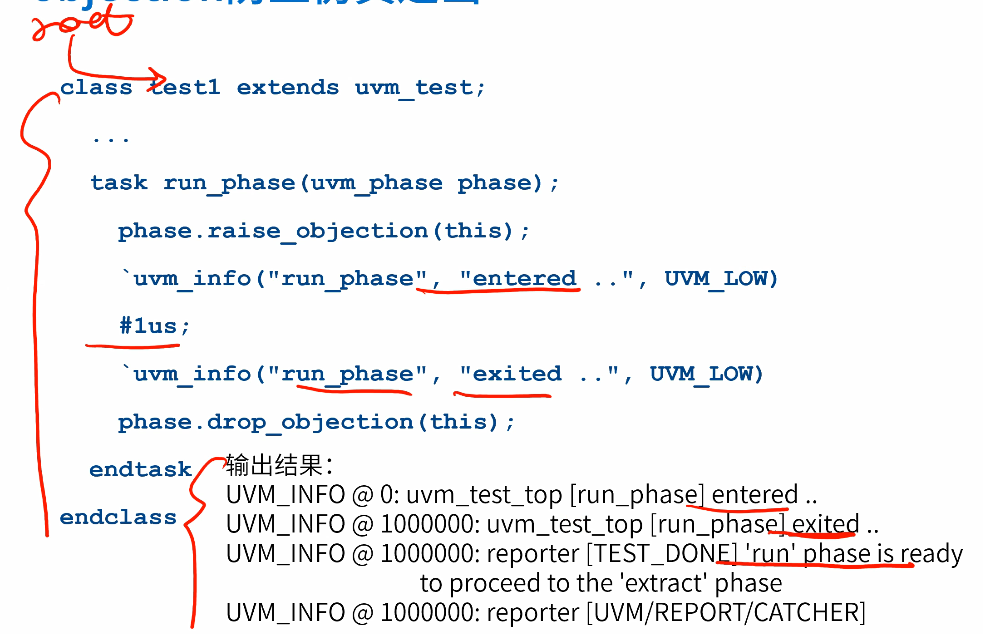 root
class test1 extends uvm_test;
...
task run_phase(uvm_phase phase);
phase.raise_objection(this);
`uvm_info("run_phase", "entered ..", UVM_LOW)
#1us;
`uvm_info("run_phase", "exited ..", UVM_LOW)
phase.drop_objection(this);
endtask
endclass
输出结果：
UVM_INFO @ 0: uvm_test_top [run_phase] entered ..
UVM_INFO @ 1000000: uvm_test_top [run_phase] exited ..
UVM_INFO @ 1000000: reporter [TEST_DONE] 'run' phase is ready
to proceed to the 'extract' phase
UVM_INFO @ 1000000: reporter [UVM/REPORT/CATCHER]